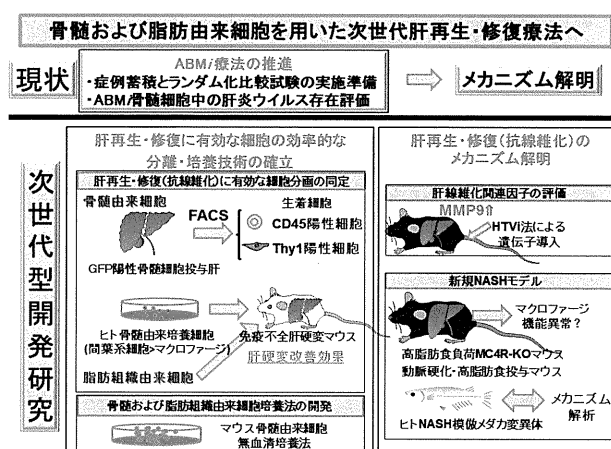 骨髄および脂肪由来細胞を用いた次世代肝再生・修復療法へ
現状
ABMi療法の推進
・症例蓄積とランダム化比較試験の実施準備
・ABMi骨髄細胞中の肝炎ウイルス存在評価
メカニズム解明
次世代型開発研究
肝再生・修復に有効な細胞の効率的な
分離・培養技術の確立
肝再生・修復(抗線維化)に有効な細胞分画の同定
骨髄由来細胞
FACS
生着細胞
CD45陽性細胞
Thy1陽性細胞
GFP陽性骨髄細胞投与肝
ヒト骨髄由来培養細胞
(間葉系細胞>マクロファージ)
免疫不全肝硬変マウス
肝硬変改善効果
脂肪組織由来細胞
骨髄および脂肪組織由来細胞培養法の開発
マウス骨髄由来細胞
無血清培養法
肝再生・修復(抗線維化)の
メカニズム解明
肝線維化関連因子の評価
MMP9⇧
HTVi法による
遺伝子導入
新規NASHモデル
マクロファージ
機能異常?
高脂肪食負荷MC4R-KOマウス
動脈硬化・高脂肪食投与マウス
ヒトNASH模倣メダカ変異体
メカニズム
解析